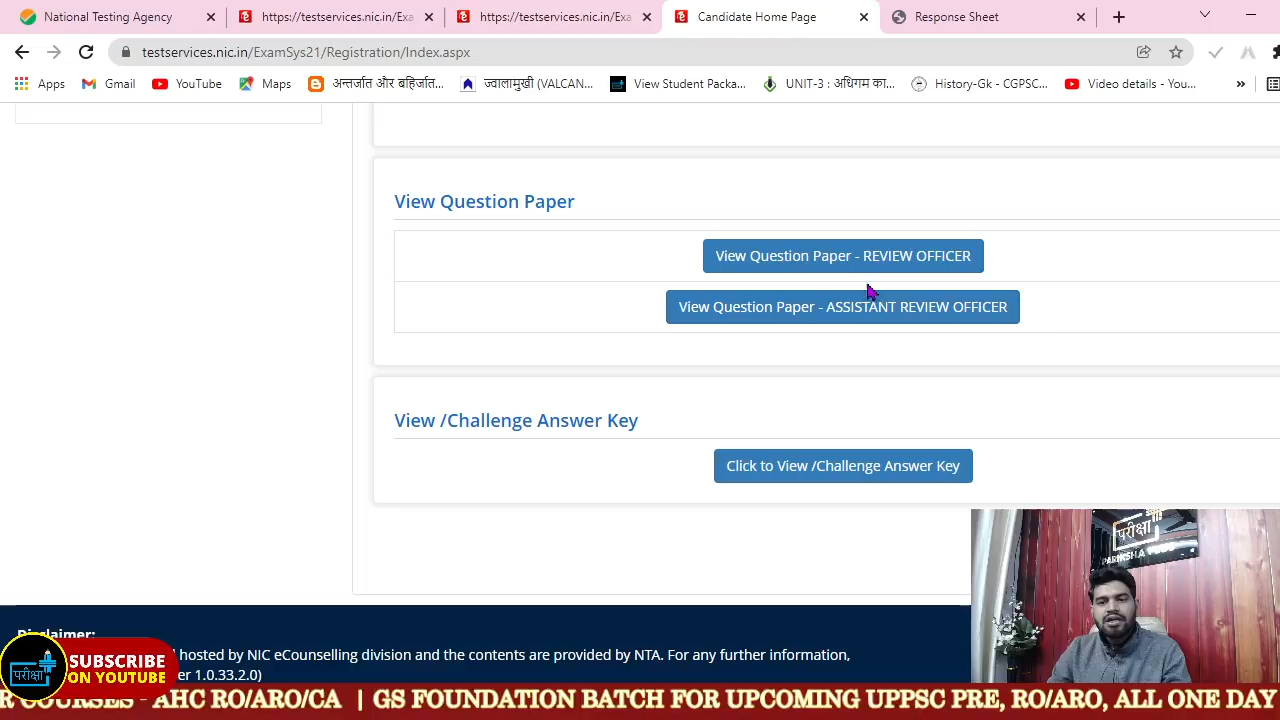 National Testing Agency
https://testservices.nic.in/Exa
https://testservices.nic.in/Exa
Candidate Home Page
Response Sheet
testservices.nic.in/ExamSys21/Registration/Index.aspx
Apps
Gmail
YouTube
Maps
अन्तर्जात और बहिर्जात...
ज्वालामुखी (VALCAN...
View Student Packa...
UNIT-3 : अधिगम का...
History-Gk - CGPSC...
Video details - You...
View Question Paper
View Question Paper - REVIEW OFFICER
View Question Paper - ASSISTANT REVIEW OFFICER
View /Challenge Answer Key
Click to View /Challenge Answer Key
परीक्षा
PARIKSHA
Disclaimer:
hosted by NIC eCounselling division and the contents are provided by NTA. For any further information,
er 1.0.33.2.0)
परीक्षा
SUBSCRIBE
ON YOUTUBE
R COURSES - AHC RO/ARO/CA | GS FOUNDATION BATCH FOR UPCOMING UPPSC PRE, RO/ARO, ALL ONE DAY